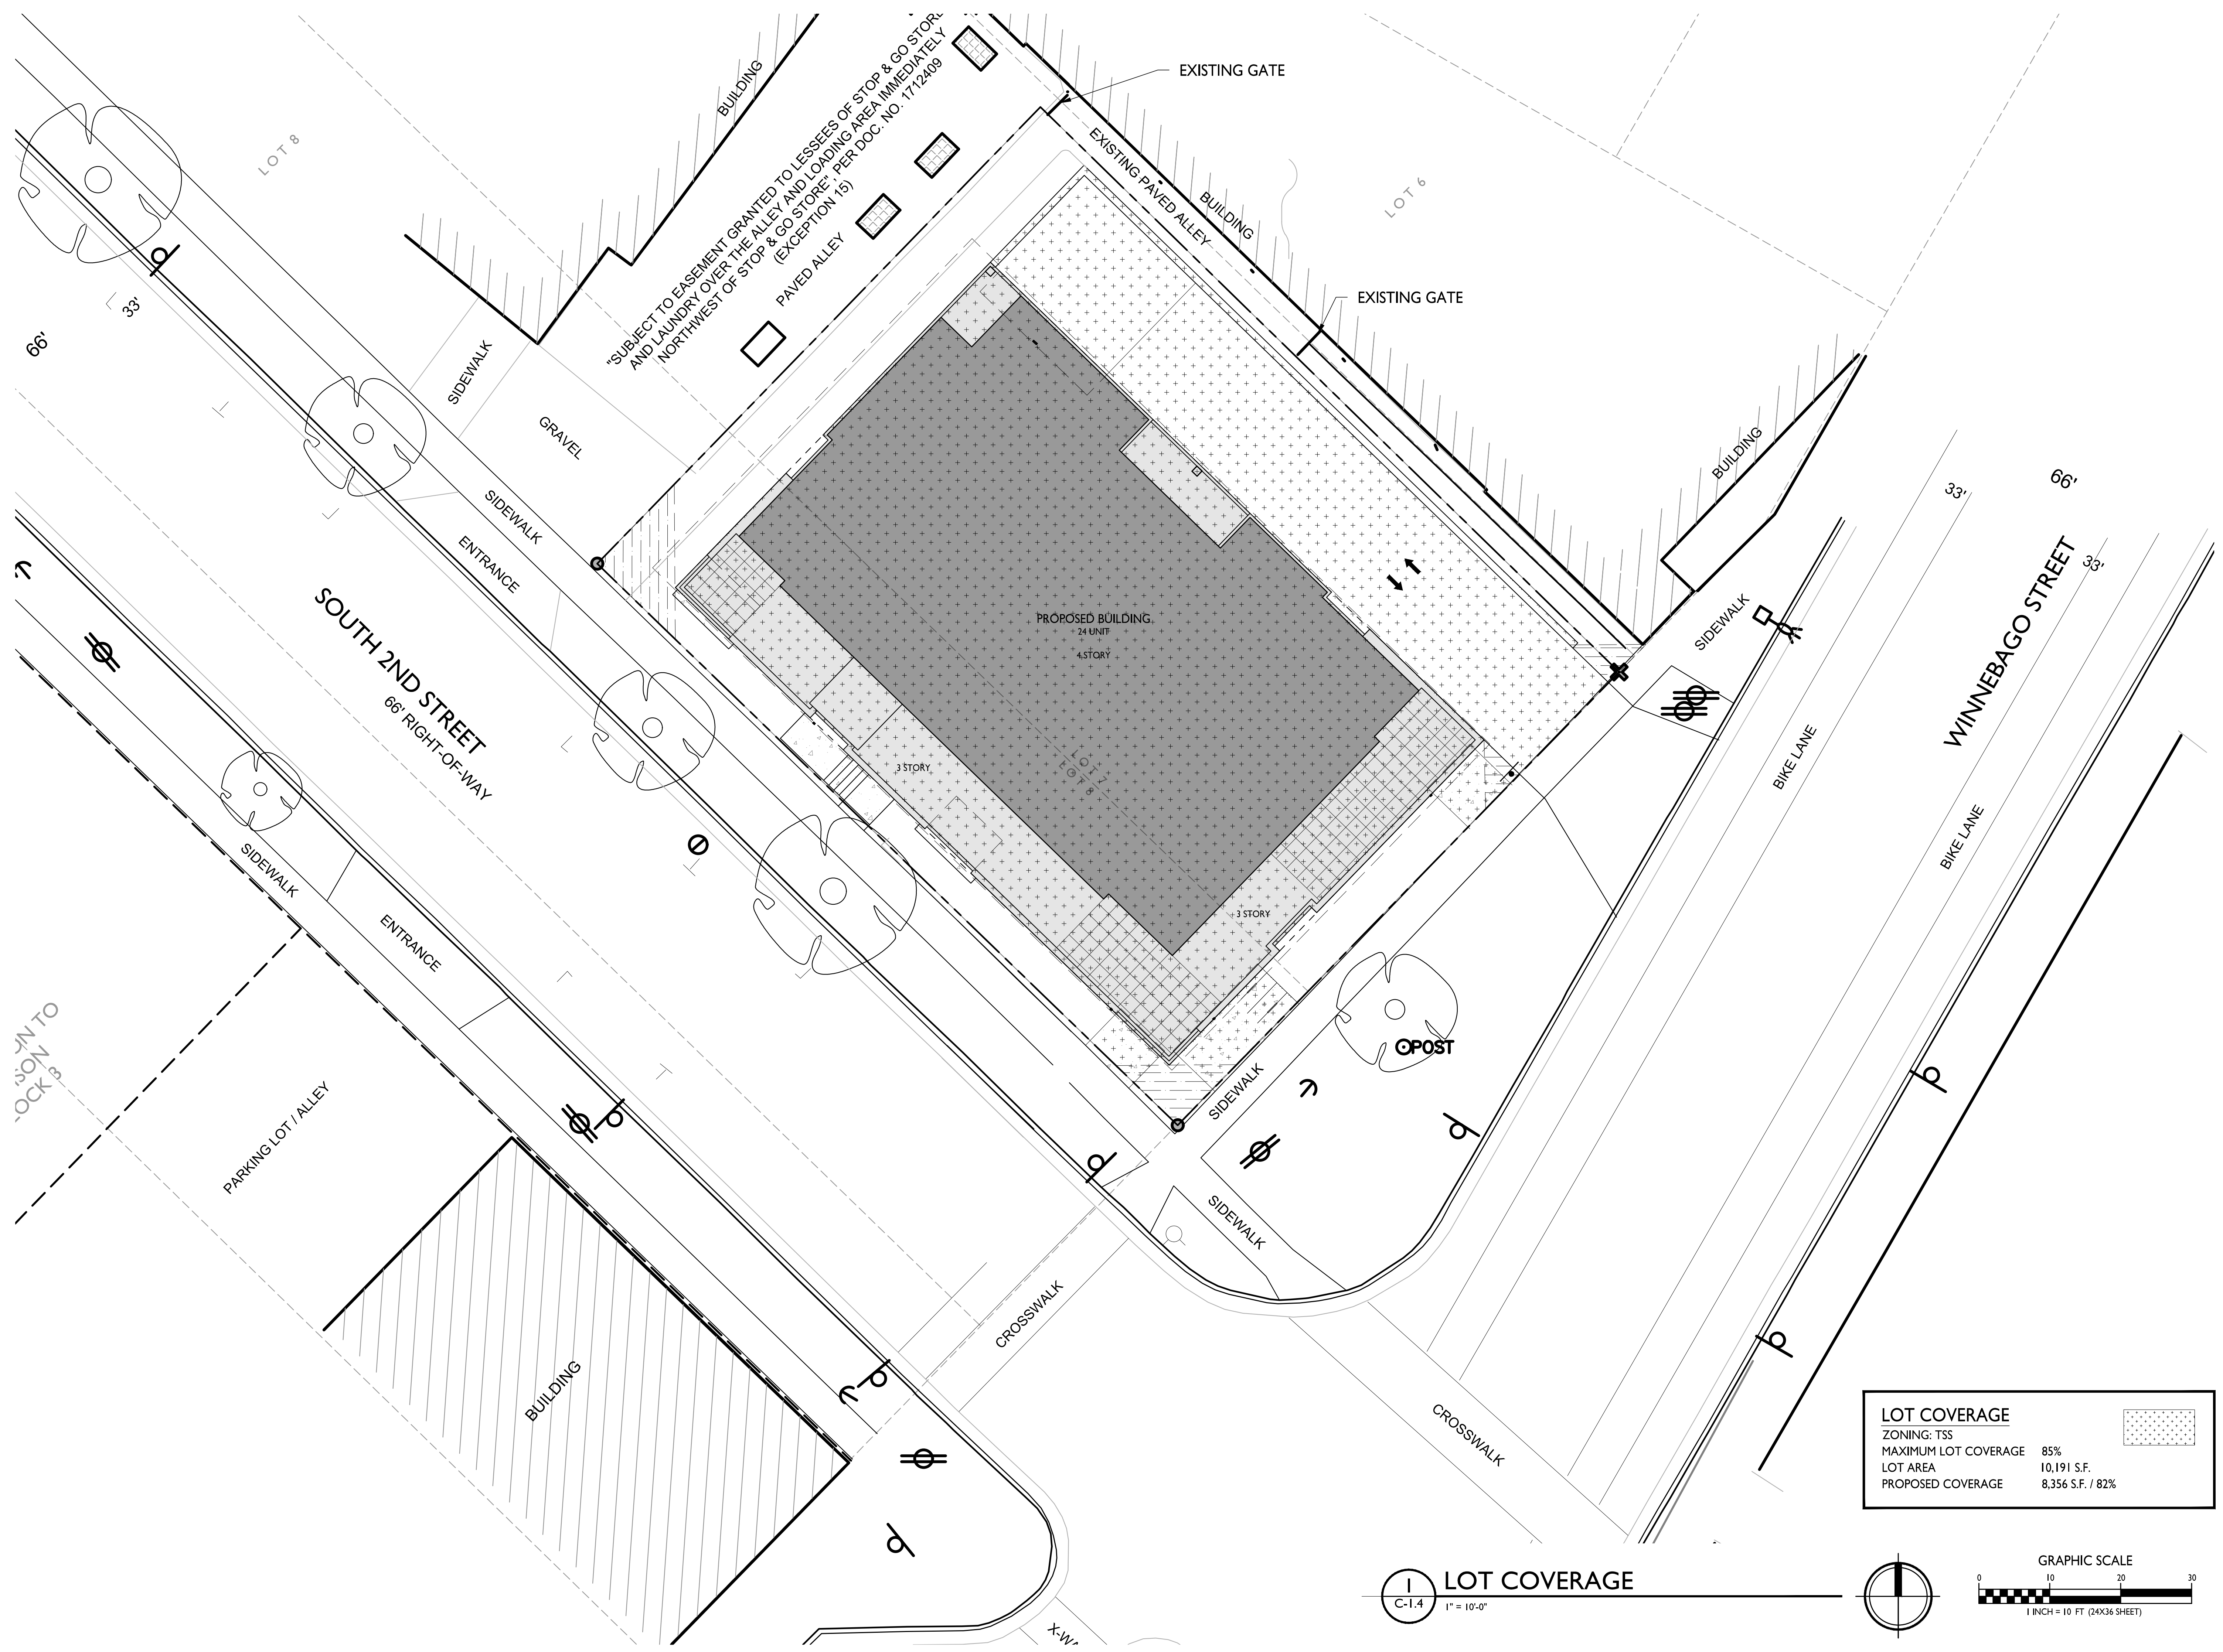 EXISTING GATE
"SUBJECT TO EASEMENT GRANTED TO LESSEES OF STOP & GO STORE
AND LAUNDRY OVER THE ALLEY AND LOADING AREA IMMEDIATELY
NORTHWEST OF STOP & GO STORE", PER DOC. NO. 1712409
(EXCEPTION 15)
PAVED ALLEY
BUILDING
LOT 8
EXISTING PAVED ALLEY
BUILDING
LOT 6
EXISTING GATE
33'
66'
SIDEWALK
GRAVEL
SIDEWALK
ENTRANCE
BUILDING
33'
66'
33'
WINNEBAGO STREET
SIDEWALK
BIKE LANE
BIKE LANE
SOUTH 2ND STREET
66' RIGHT-OF-WAY
PROPOSED BUILDING
24 UNIT
4 STORY
LOT 7
LOT 8
3 STORY
3 STORY
SIDEWALK
ENTRANCE
PARKING LOT / ALLEY
BUILDING
POST
SIDEWALK
SIDEWALK
CROSSWALK
CROSSWALK
LOT COVERAGE
ZONING: TSS
MAXIMUM LOT COVERAGE 85%
LOT AREA 10,191 S.F.
PROPOSED COVERAGE 8,356 S.F. / 82%
1
C-1.4
LOT COVERAGE
1" = 10'-0"
GRAPHIC SCALE
0 10 20 30
1 INCH = 10 FT (24X36 SHEET)